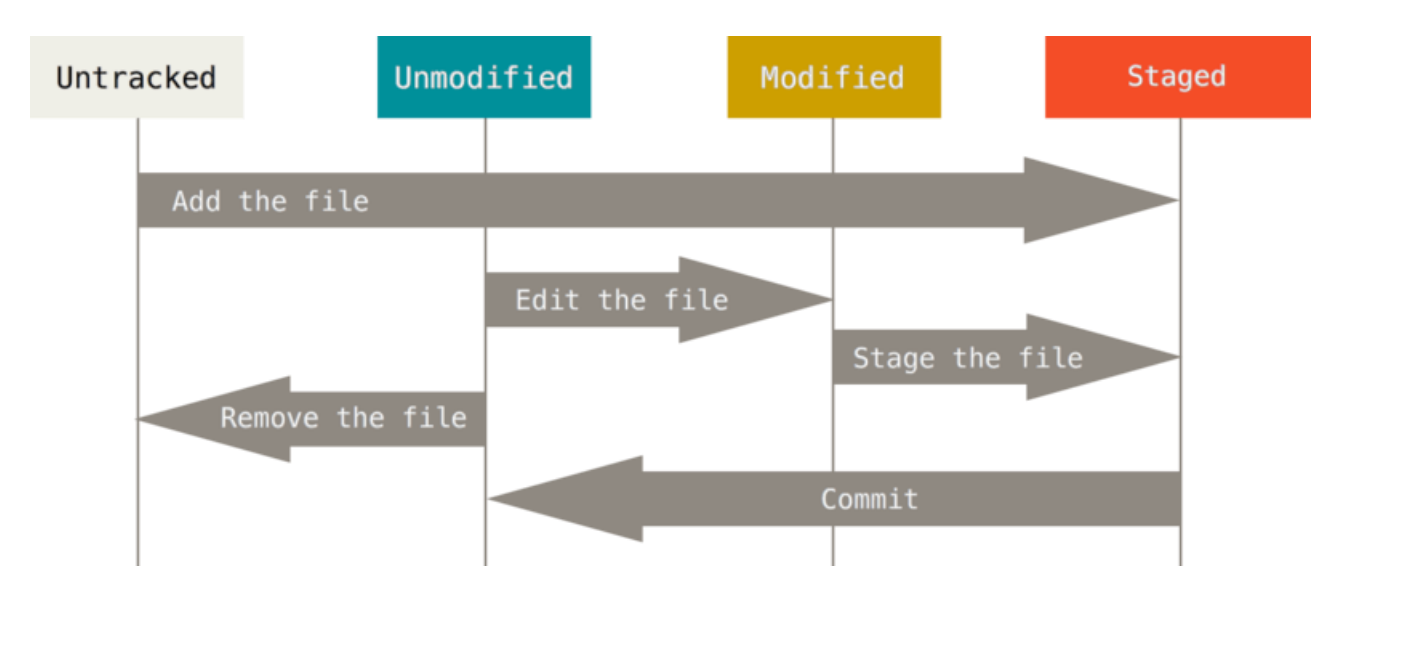 Untracked
Unmodified
Modified
Staged
Add the file
Edit the file
Stage the file
Remove the file
Commit